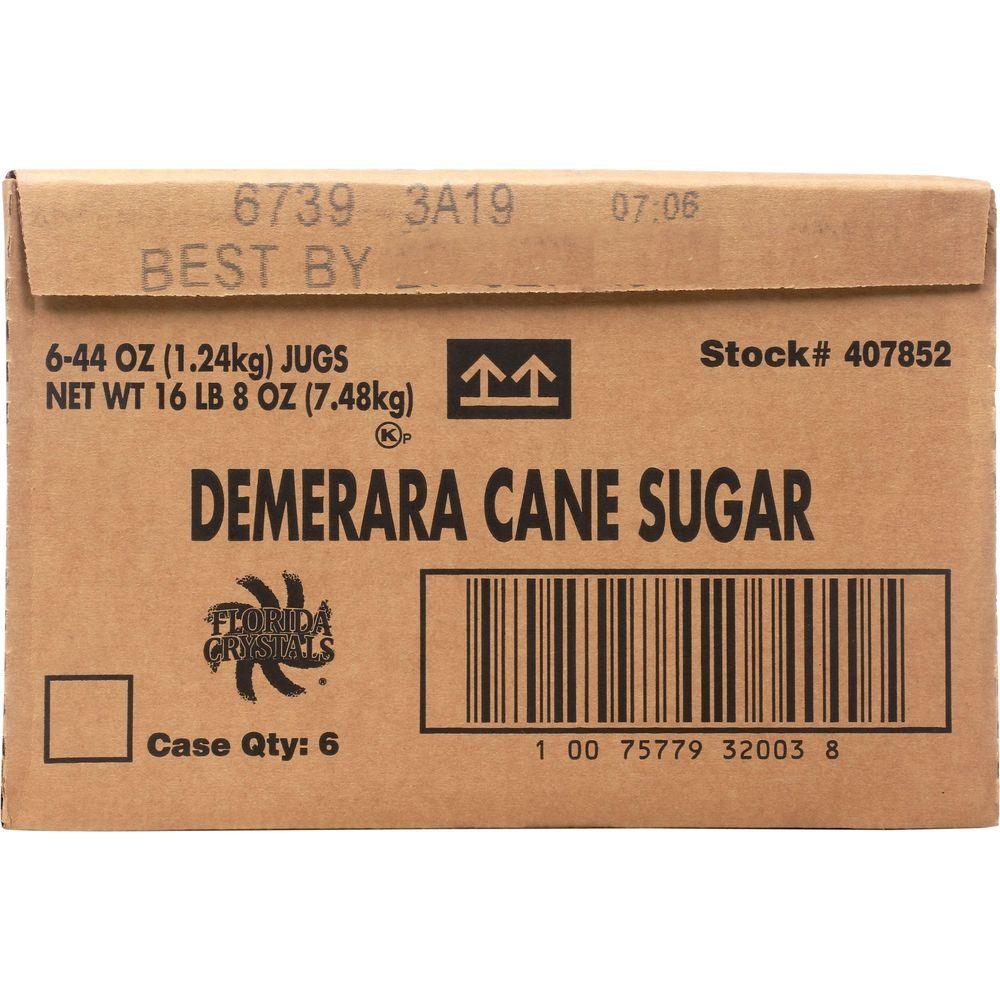 6739 3A19 07:06
BEST BY
6-44 OZ (1.24kg) JUGS
NET WT 16 LB 8 OZ (7.48kg)
Stock# 407852
K P
DEMERARA CANE SUGAR
FLORIDA
CRYSTALS ®
Case Qty: 6
1 00 75779 32003 8